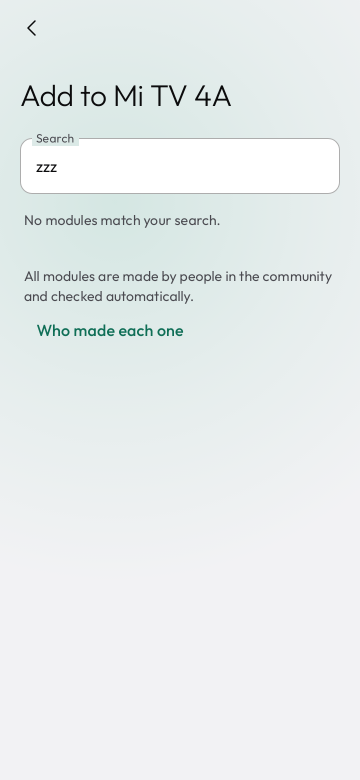 Add to Mi TV 4A
Search
zzz
No modules match your search.
All modules are made by people in the community
and checked automatically.
Who made each one